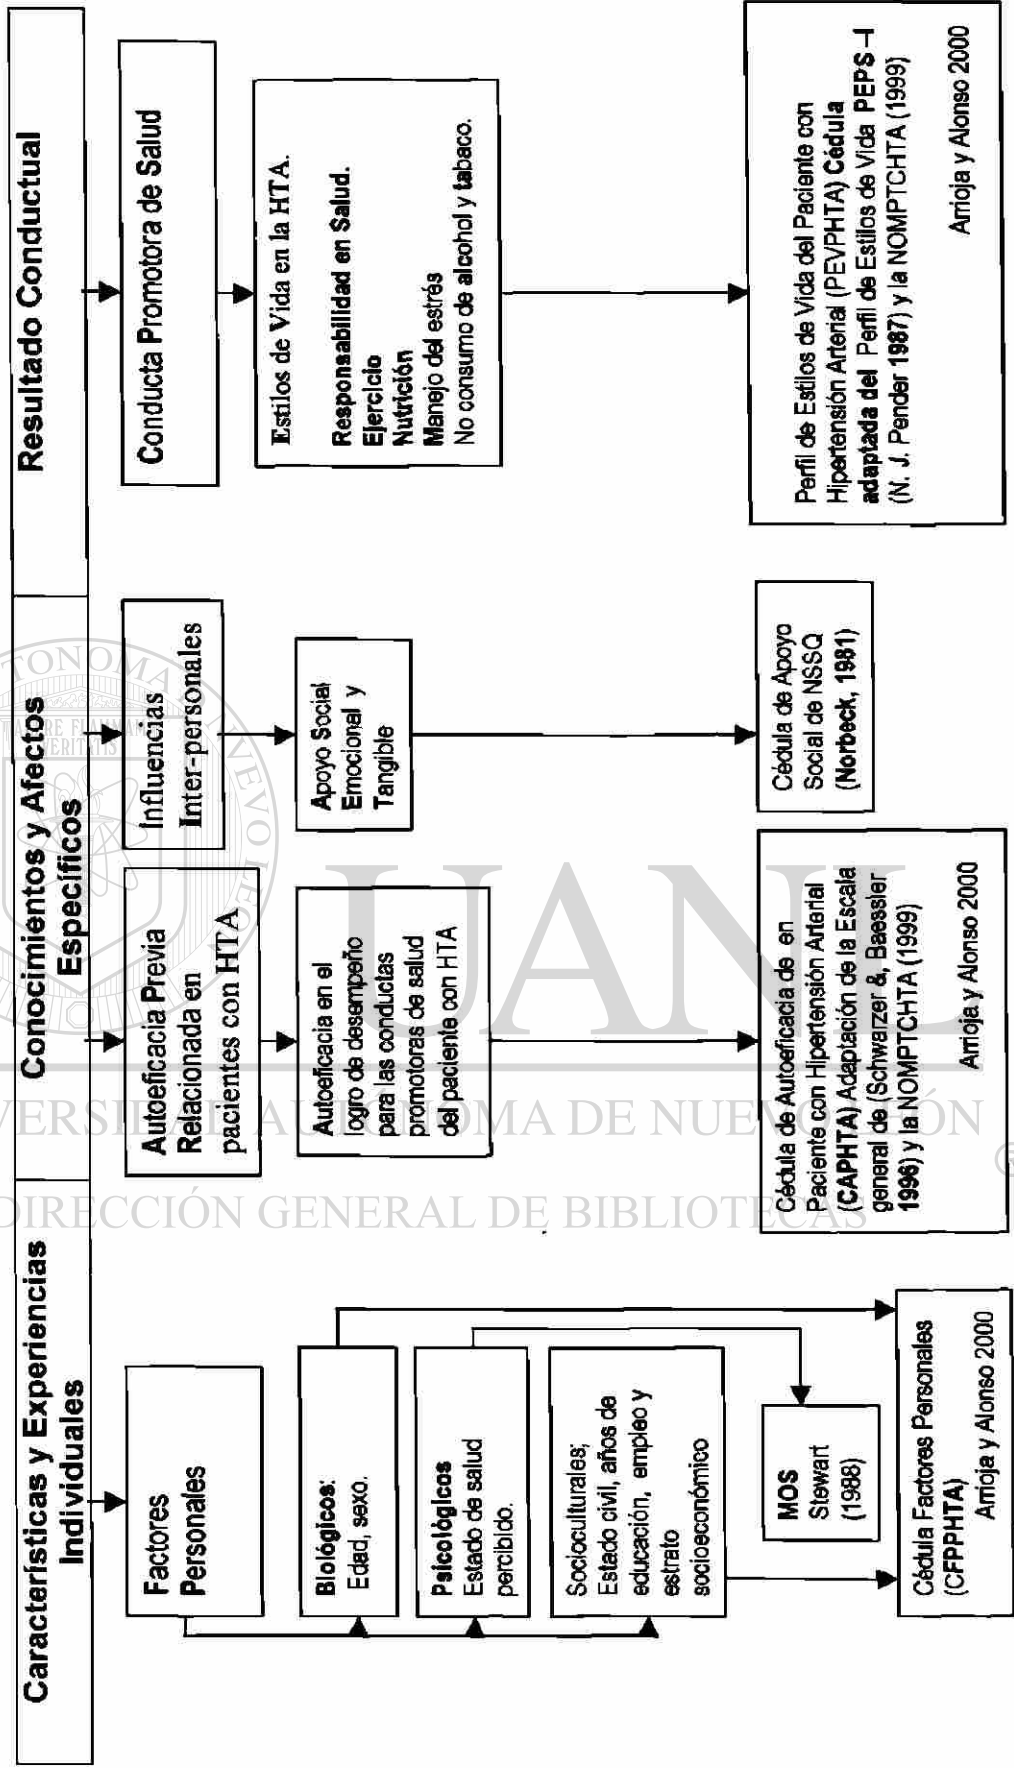 Características y Experiencias
Individuales
Conocimientos y Afectos
Específicos
Resultado Conductual
Factores
Personales
Biológicos:
Edad, sexo.
Psicológicos
Estado de salud
percibido.
Socioculturales;
Estado civil, años de
educación, empleo y
estrato
socioeconómico
MOS
Stewart
(1988)
Cédula Factores Personales
(CFPPHTA)
Arrioja y Alonso 2000
Autoeficacia Previa
Relacionada en
pacientes con HTA
Autoeficacia en el
logro de desempeño
para las conductas
promotoras de salud
del paciente con HTA
Cédula de Autoeficacia de en
Paciente con Hipertensión Arterial
(CAPHTA) Adaptación de la Escala
general de (Schwarzer &, Baessler
1996) y la NOMPTCHTA (1999)
Arrioja y Alonso 2000
Influencias
Inter-personales
Apoyo Social
Emocional y
Tangible
Cédula de Apoyo
Social de NSSQ
(Norbeck, 1981)
Conducta Promotora de Salud
Estilos de Vida en la HTA.
Responsabilidad en Salud.
Ejercicio
Nutrición
Manejo del estrés
No consumo de alcohol y tabaco.
Perfil de Estilos de Vida del Paciente con
Hipertensión Arterial (PEVPHTA) Cédula
adaptada del Perfil de Estilos de Vida PEPS –I
(N. J. Pender 1987) y la NOMPTCHTA (1999)
Arrioja y Alonso 2000
UANL
VERSIDAD AUTÓNOMA DE NUEVO LEÓN
®
DIRECCIÓN GENERAL DE BIBLIOTECAS